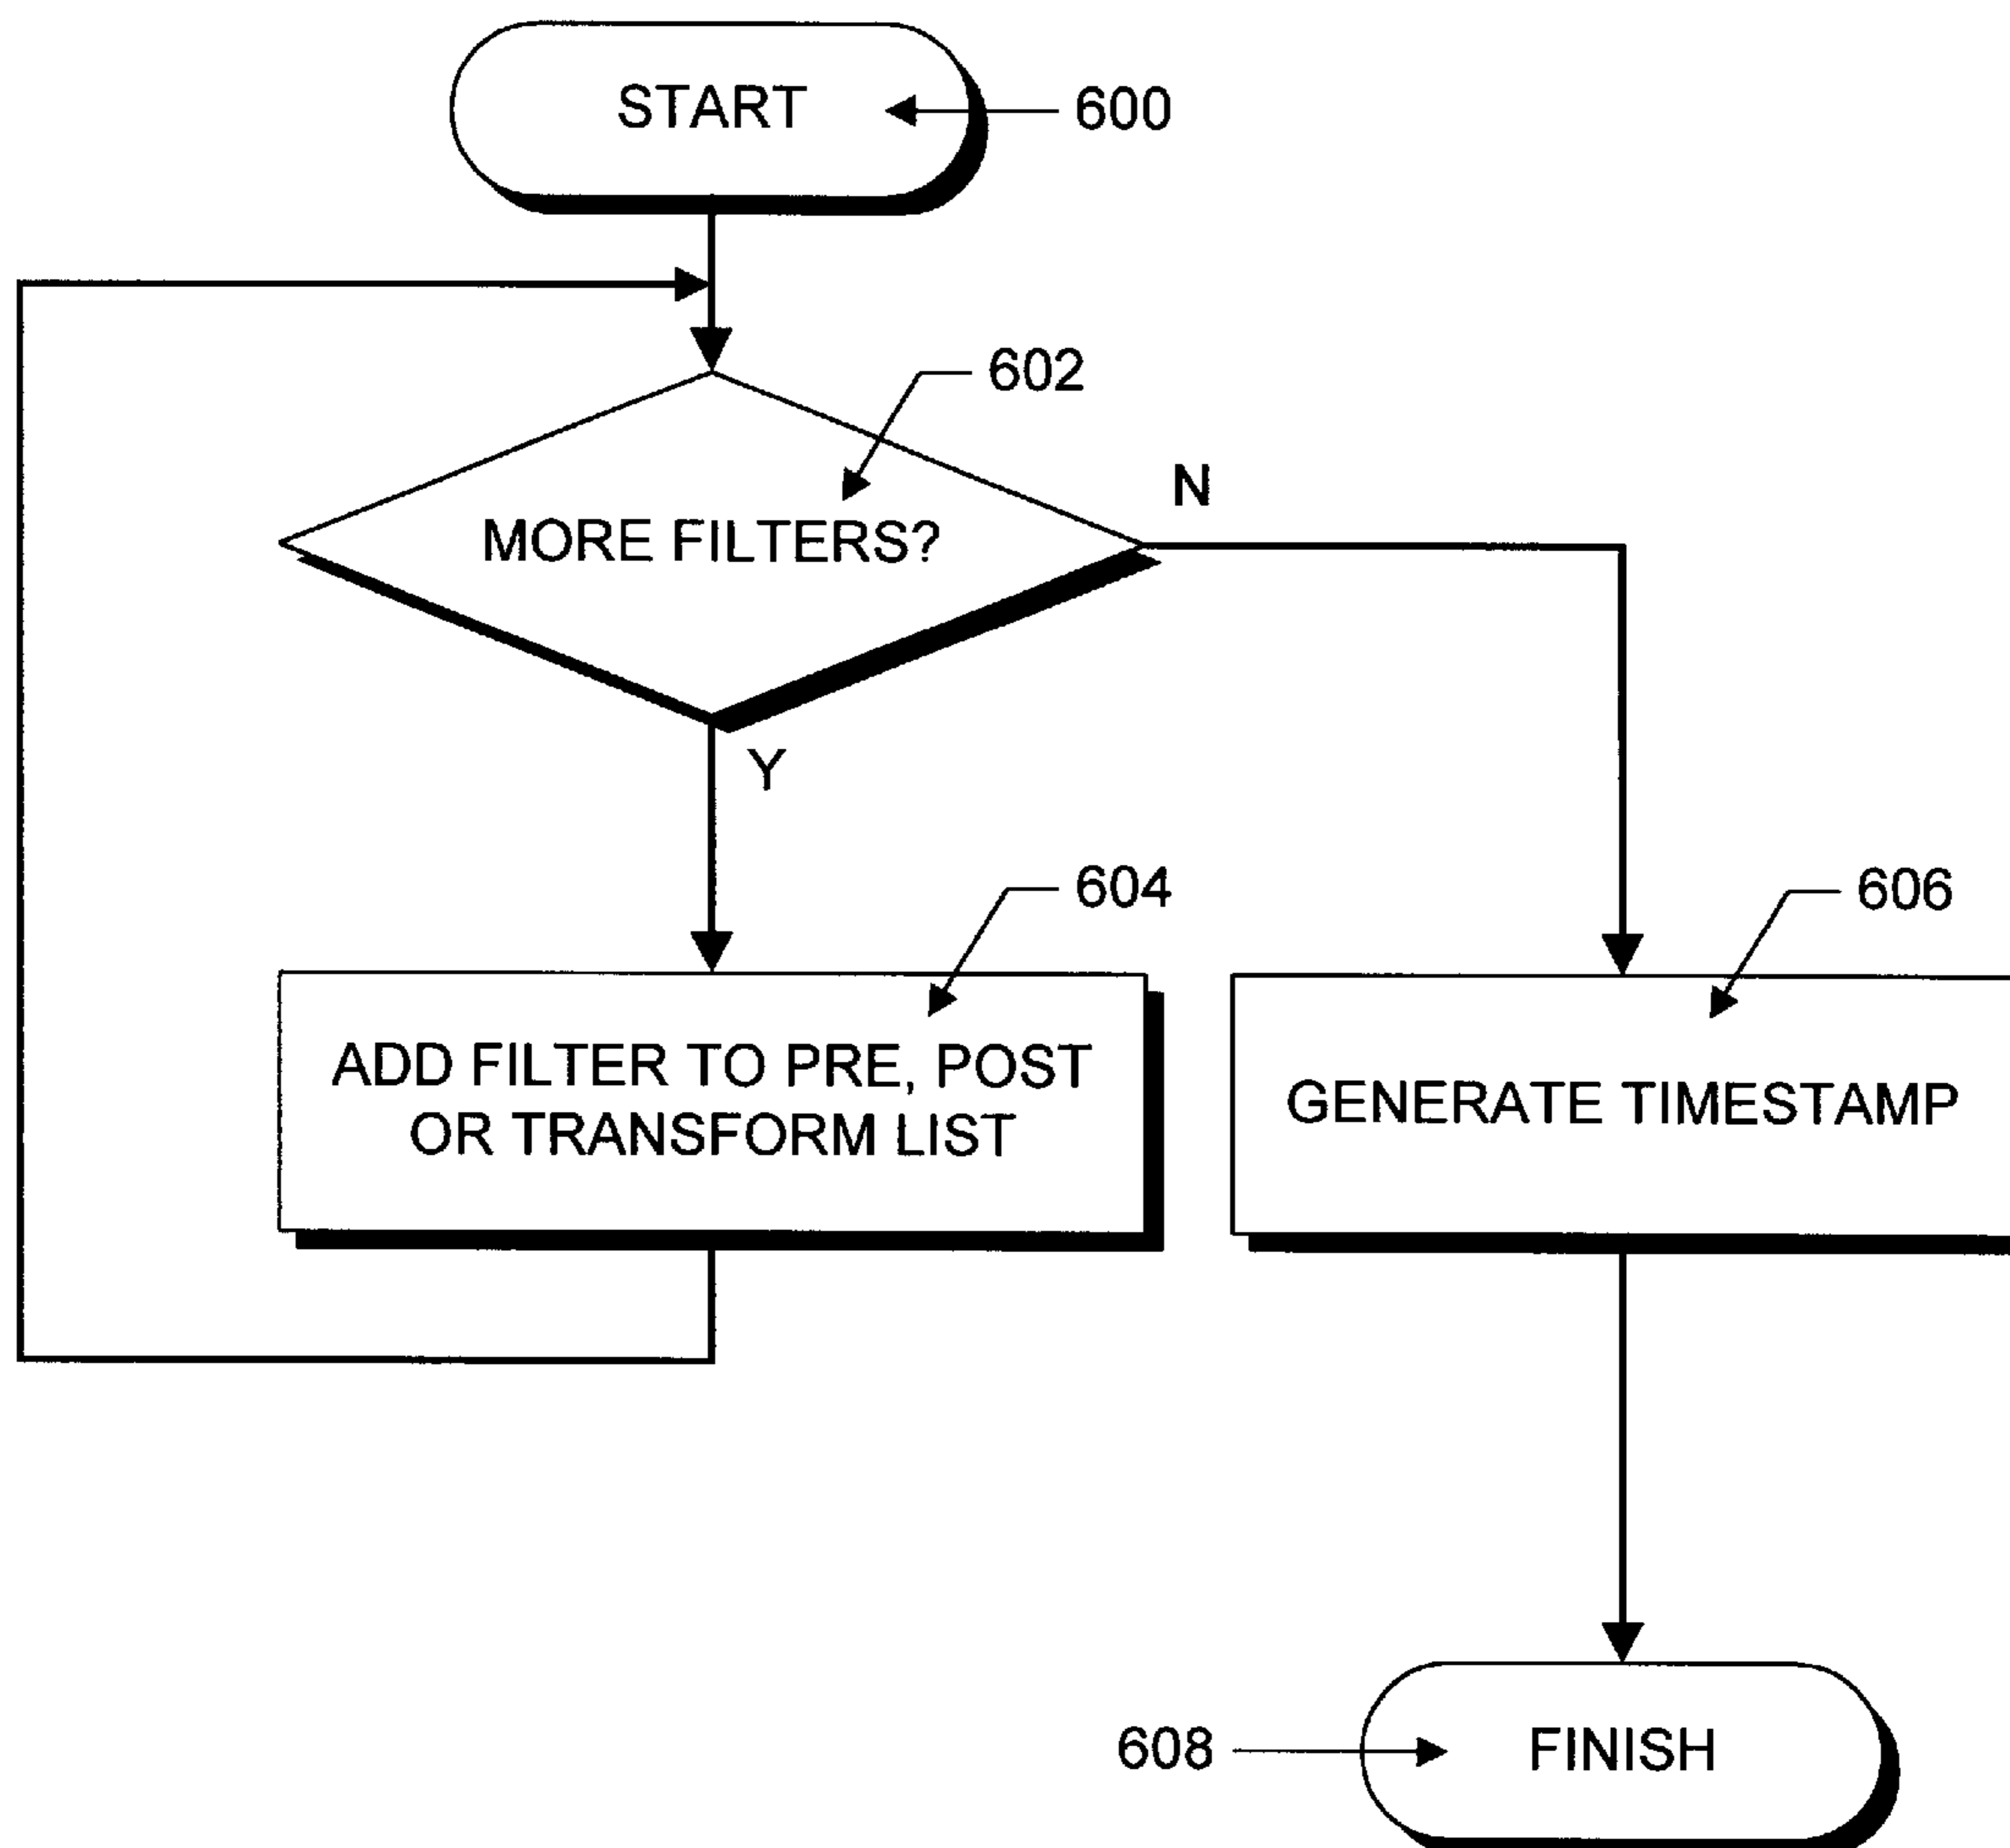 START
600
602
N
MORE FILTERS?
Y
604
606
ADD FILTER TO PRE, POST
OR TRANSFORM LIST
GENERATE TIMESTAMP
608
FINISH